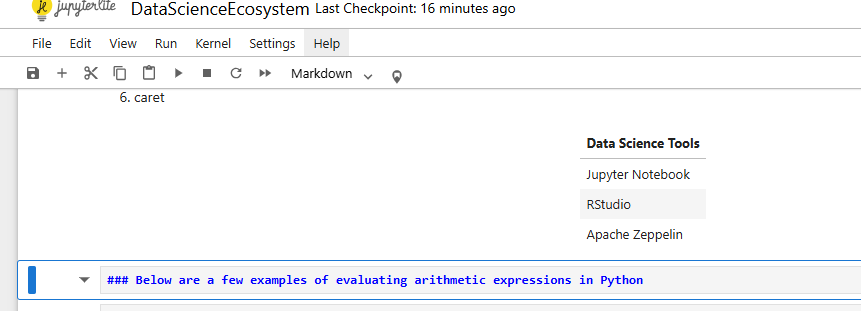 jupyterlite DataScienceEcosystem Last Checkpoint: 16 minutes ago
File Edit View Run Kernel Settings Help
Markdown
6. caret
Data Science Tools
Jupyter Notebook
RStudio
Apache Zeppelin
### Below are a few examples of evaluating arithmetic expressions in Python